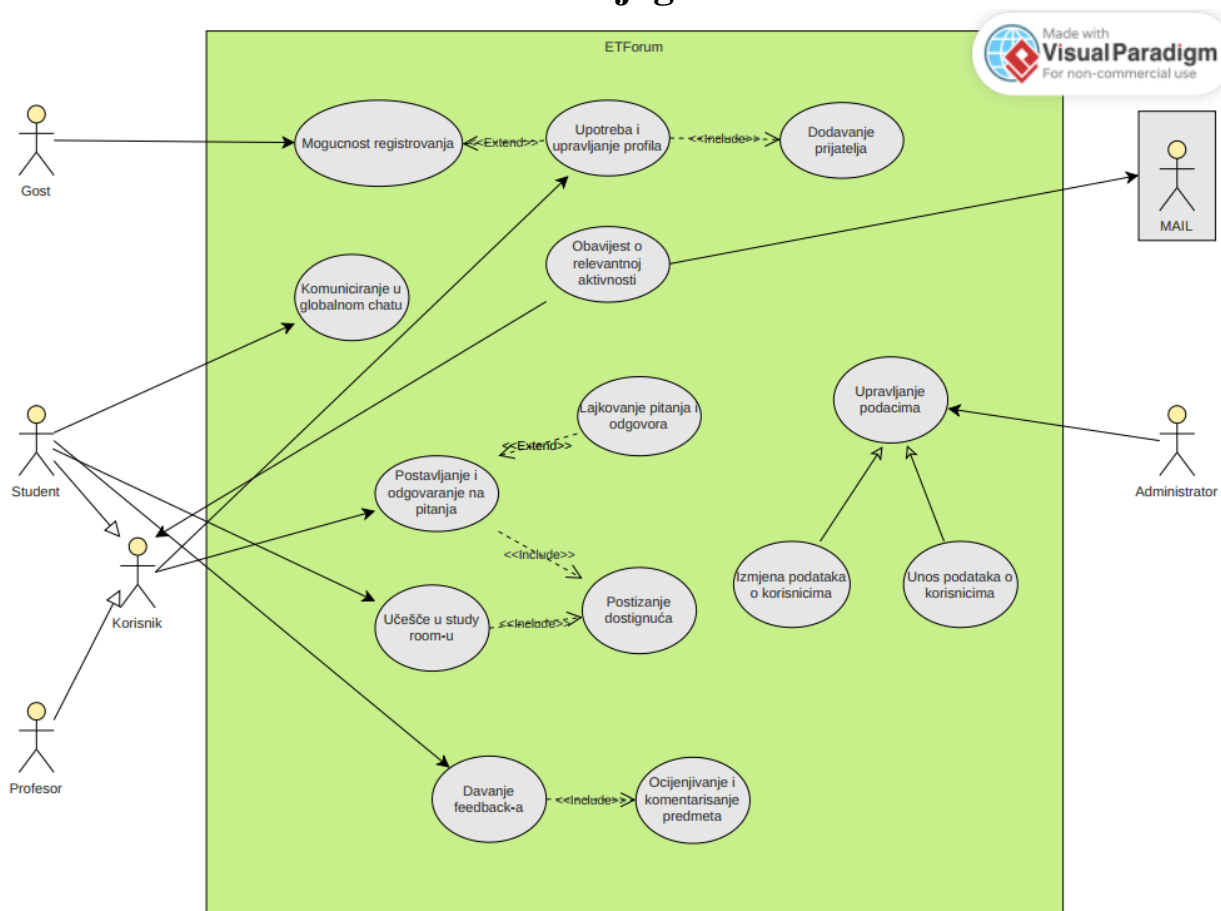 ETForum
Made with
Visual Paradigm
For non-commercial use
Gost
Mogucnost registrovanja
<<Extend>>
Upotreba i
upravljanje profila
<<Include>>
Dodavanje
prijatelja
MAIL
Obavijest o
relevantnoj
aktivnosti
Komuniciranje u
globalnom chatu
Student
Lajkovanje pitanja i
odgovora
<<Extend>>
Upravljanje
podacima
Administrator
Postavljanje i
odgovaranje na
pitanja
<<Include>>
Korisnik
Izmjena podataka
o korisnicima
Unos podataka o
korisnicima
Učešče u study
room-u
<<Include>>
Postizanje
dostignuća
Profesor
Davanje
feedback-a
<<Include>>
Ocijenjivanje i
komentarisanje
predmeta